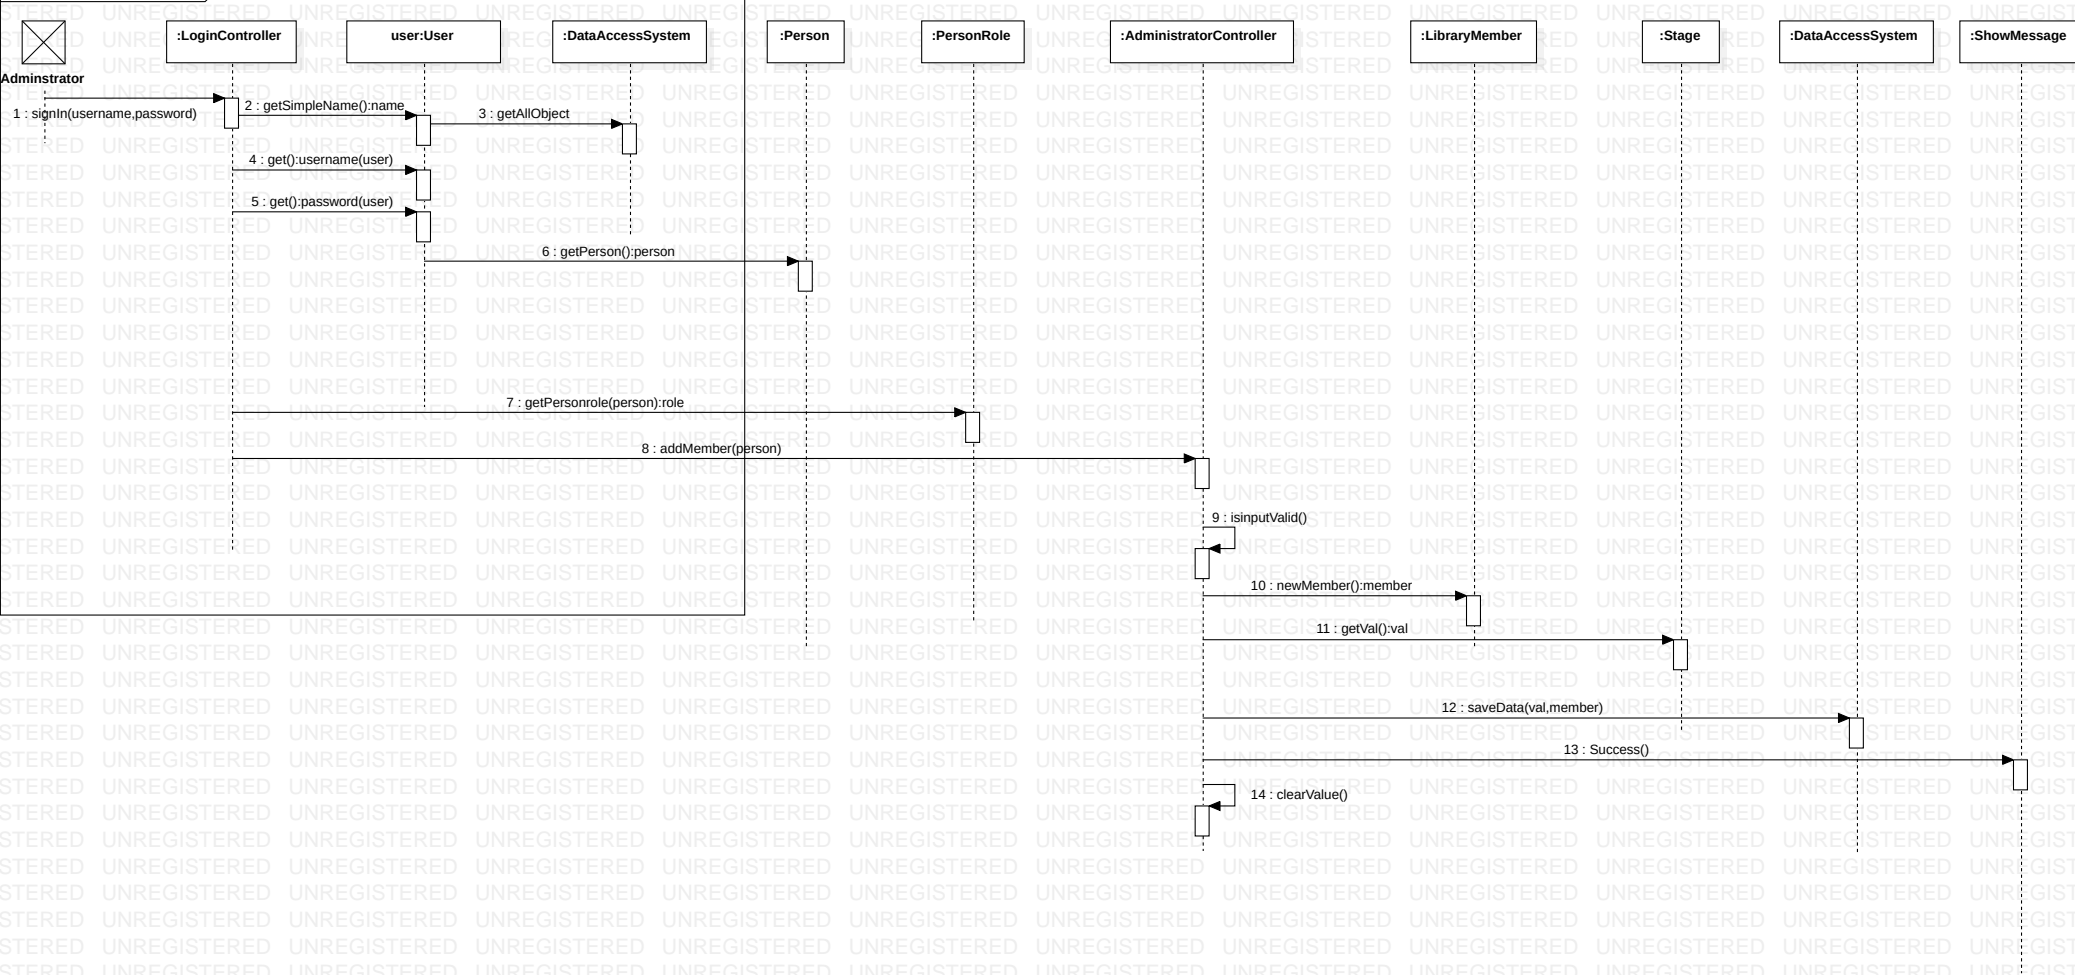 :LoginController
user:User
:DataAccessSystem
:Person
:PersonRole
:AdministratorController
:LibraryMember
:Stage
:DataAccessSystem
:ShowMessage
Adminstrator
1 : signIn(username,password)
2 : getSimpleName():name
3 : getAllObject
4 : get():username(user)
5 : get():password(user)
6 : getPerson():person
7 : getPersonrole(person):role
8 : addMember(person)
9 : isinputValid()
10 : newMember():member
11 : getVal():val
12 : saveData(val,member)
13 : Success()
14 : clearValue()
UNREGISTERED